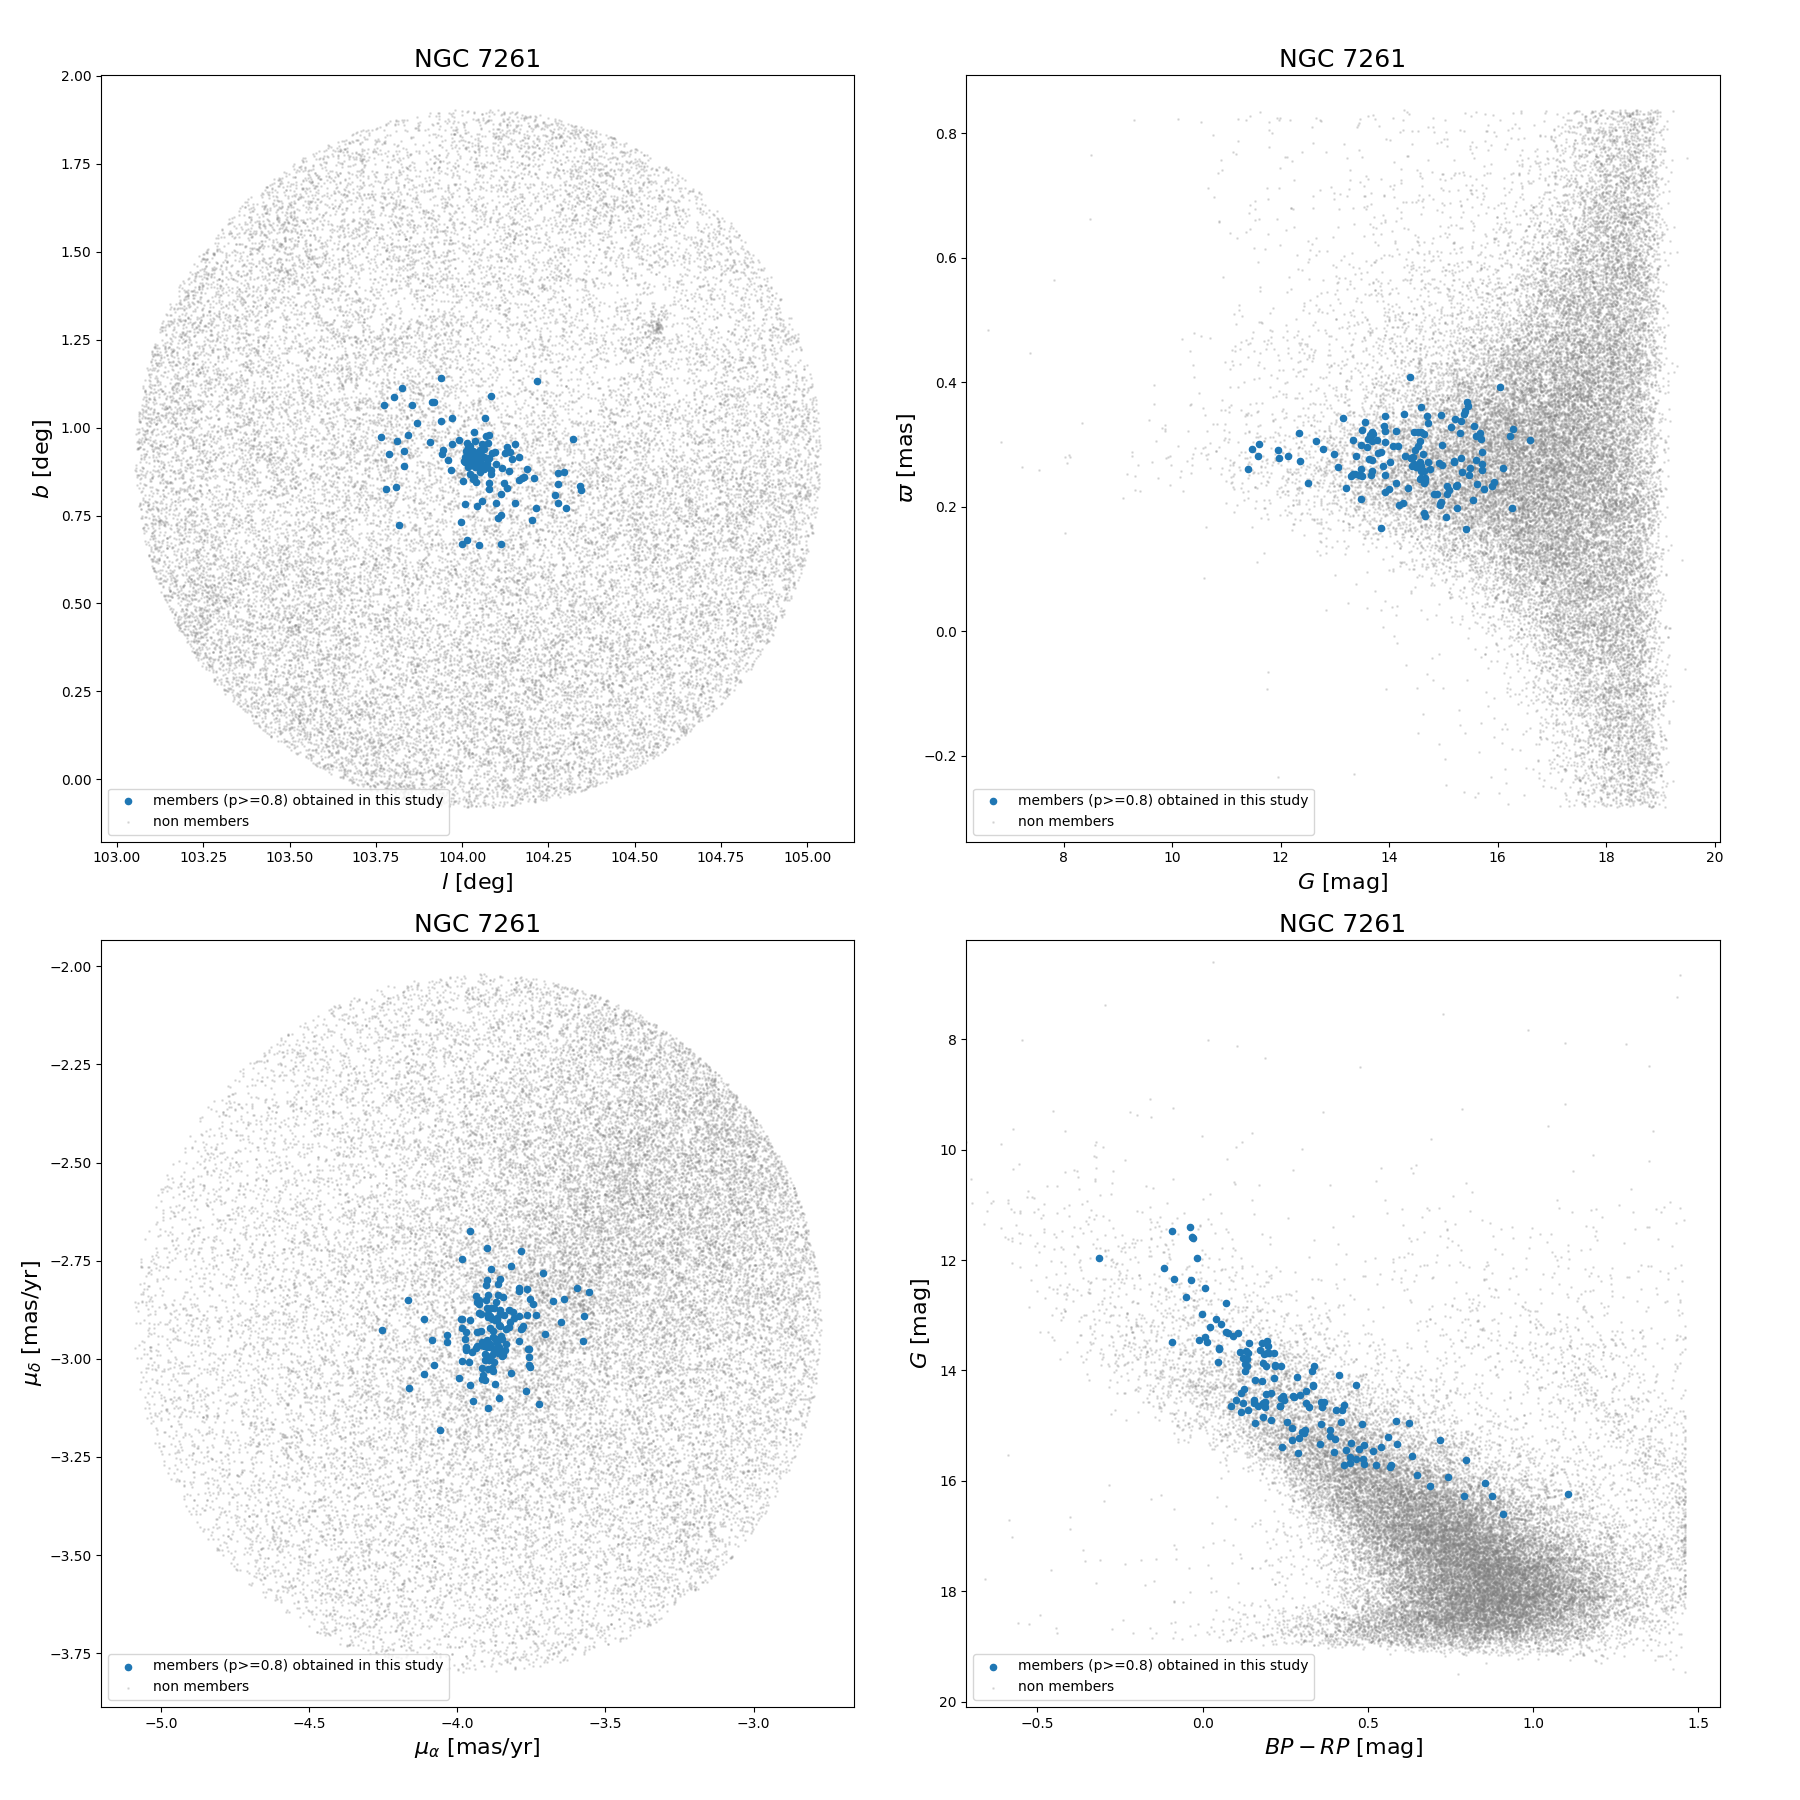 NGC 7261
2.00
1.75
1.50
1.25
1.00
0.75
0.50
0.25
0.00
b [deg]
members (p>=0.8) obtained in this study
non members
103.00 103.25 103.50 103.75 104.00 104.25 104.50 104.75 105.00
l [deg]
NGC 7261
0.8
0.6
0.4
0.2
0.0
−0.2
ϖ [mas]
members (p>=0.8) obtained in this study
non members
8 10 12 14 16 18 20
G [mag]
NGC 7261
−2.00
−2.25
−2.50
−2.75
−3.00
−3.25
−3.50
−3.75
μδ [mas/yr]
members (p>=0.8) obtained in this study
non members
−5.0 −4.5 −4.0 −3.5 −3.0
μα [mas/yr]
NGC 7261
8
10
12
14
16
18
20
G [mag]
members (p>=0.8) obtained in this study
non members
−0.5 0.0 0.5 1.0 1.5
BP − RP [mag]